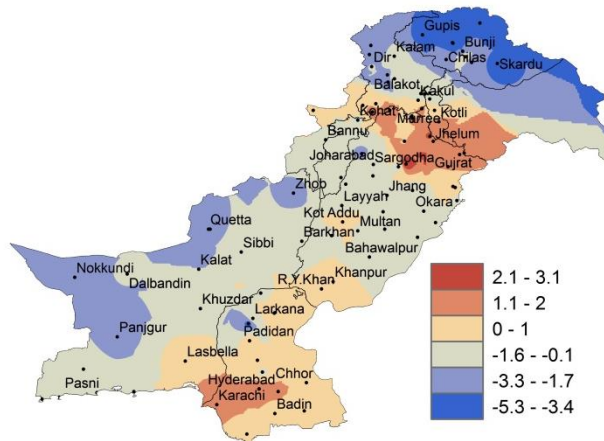 Gupis
Bunji
Kalam
Dir
Chilas
Skardu
Balakot
Kakul
Kohat
Murree
Kotli
Bannu
Jhelum
Joharabad
Sargodha
Gujrat
Zhob
Layyah
Jhang
Okara
Kot Addu
Quetta
Barkhan
Multan
Sibbi
Bahawalpur
Nokkundi
Kalat
Dalbandin
R.Y.Khan
Khanpur
Khuzdar
Larkana
Panjgur
Padidan
Lasbella
Pasni
Hyderabad
Chhor
Karachi
Badin
2.1 - 3.1
1.1 - 2
0 - 1
-1.6 - -0.1
-3.3 - -1.7
-5.3 - -3.4